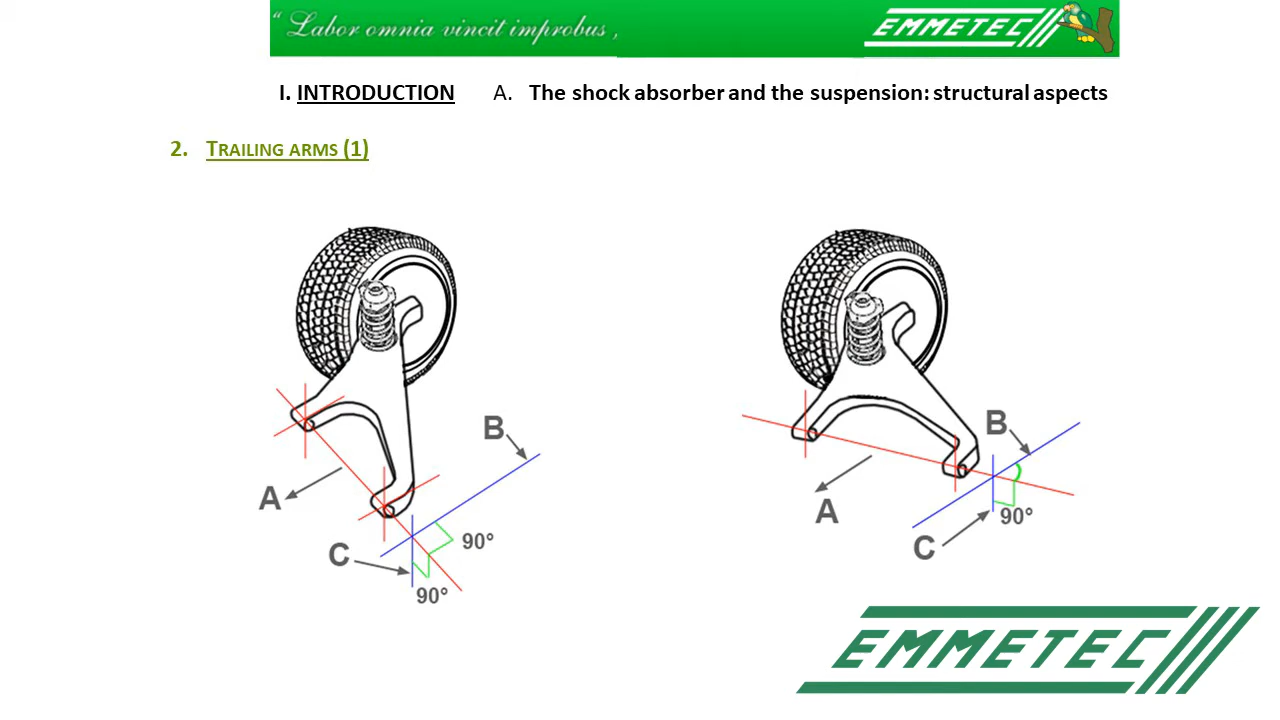 “ Labor omnia vincit improbus ,
EMMETEC
I. INTRODUCTION A. The shock absorber and the suspension: structural aspects
2. TRAILING ARMS (1)
B
A
90°
C
90°
B
A
90°
C
EMMETEC